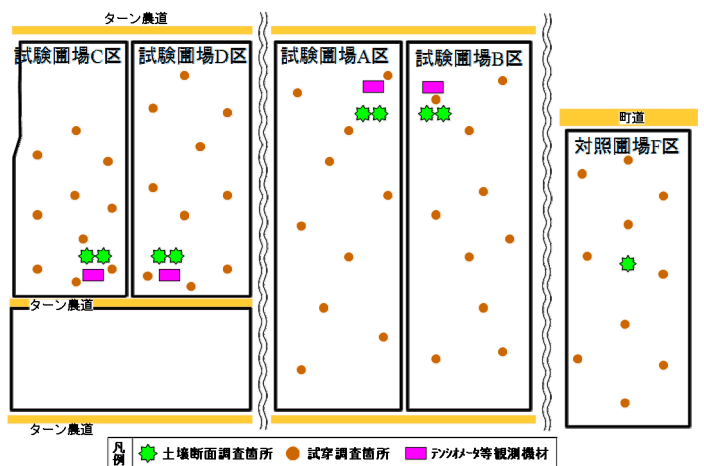 ターン農道
試験圃場C区
試験圃場D区
試験圃場A区
試験圃場B区
町道
対照圃場F区
ターン農道
ターン農道
凡例
土壌断面調査箇所
試穿調査箇所
テンシオメータ等観測機材